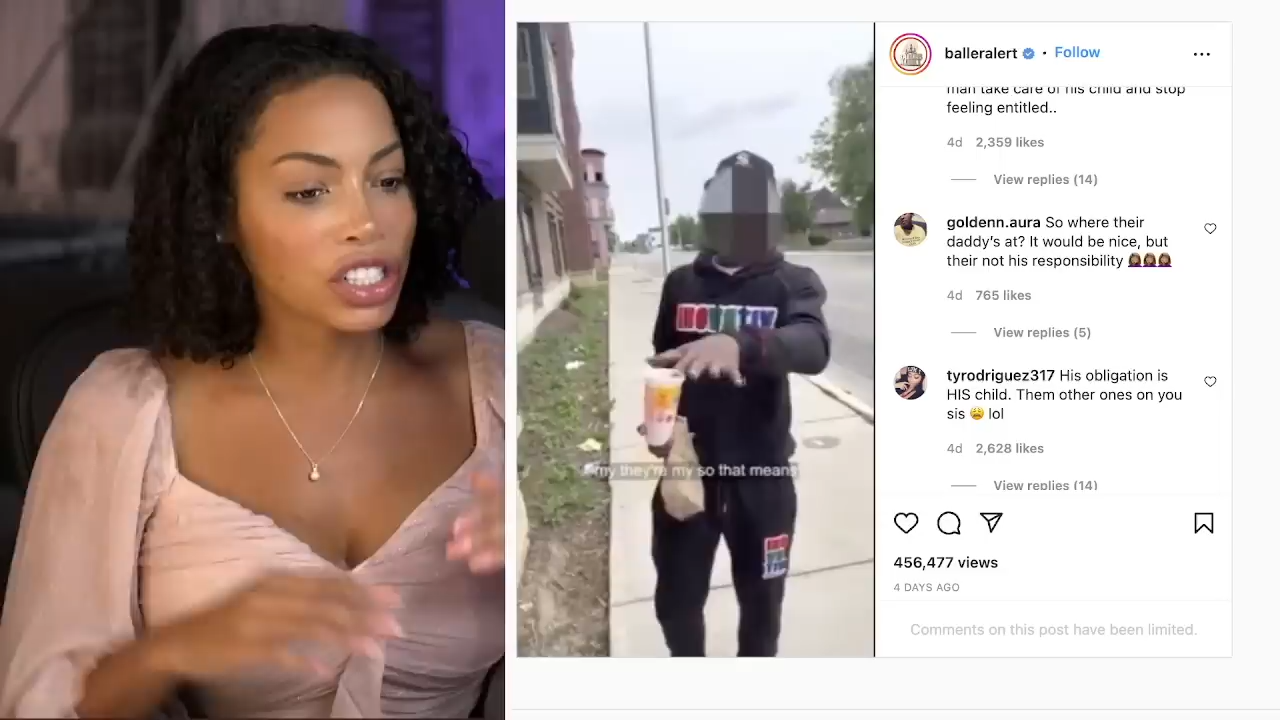 balleralert • Follow
man take care of his child and stop
feeling entitled..
4d 2,359 likes
View replies (14)
goldenn.aura So where their
daddy's at? It would be nice, but
their not his responsibility 🤦🏾‍♀️🤦🏾‍♀️🤦🏾‍♀️
4d 765 likes
View replies (5)
tyrodriguez317 His obligation is
HIS child. Them other ones on you
sis 😩 lol
4d 2,628 likes
View replies (14)
456,477 views
4 DAYS AGO
Comments on this post have been limited.
my they're my so that means